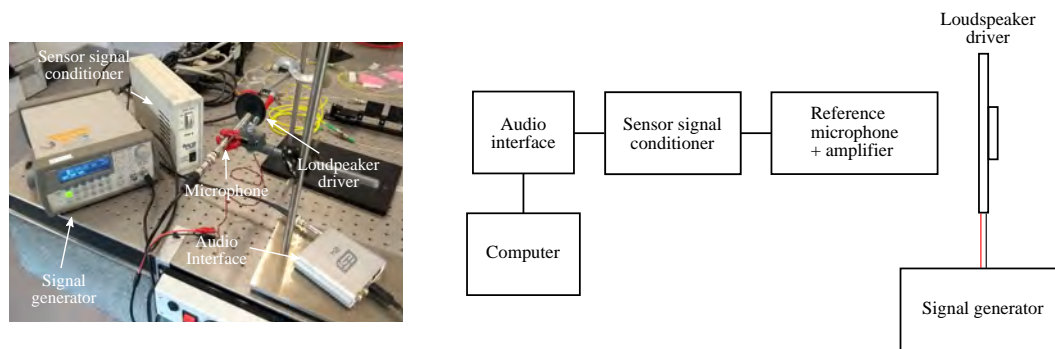 Sensor signal
conditioner
Loudpeaker
driver
Microphone
Audio
Interface
Signal
generator
Loudspeaker
driver
Audio
interface
Sensor signal
conditioner
Reference
microphone
+ amplifier
Computer
Signal generator